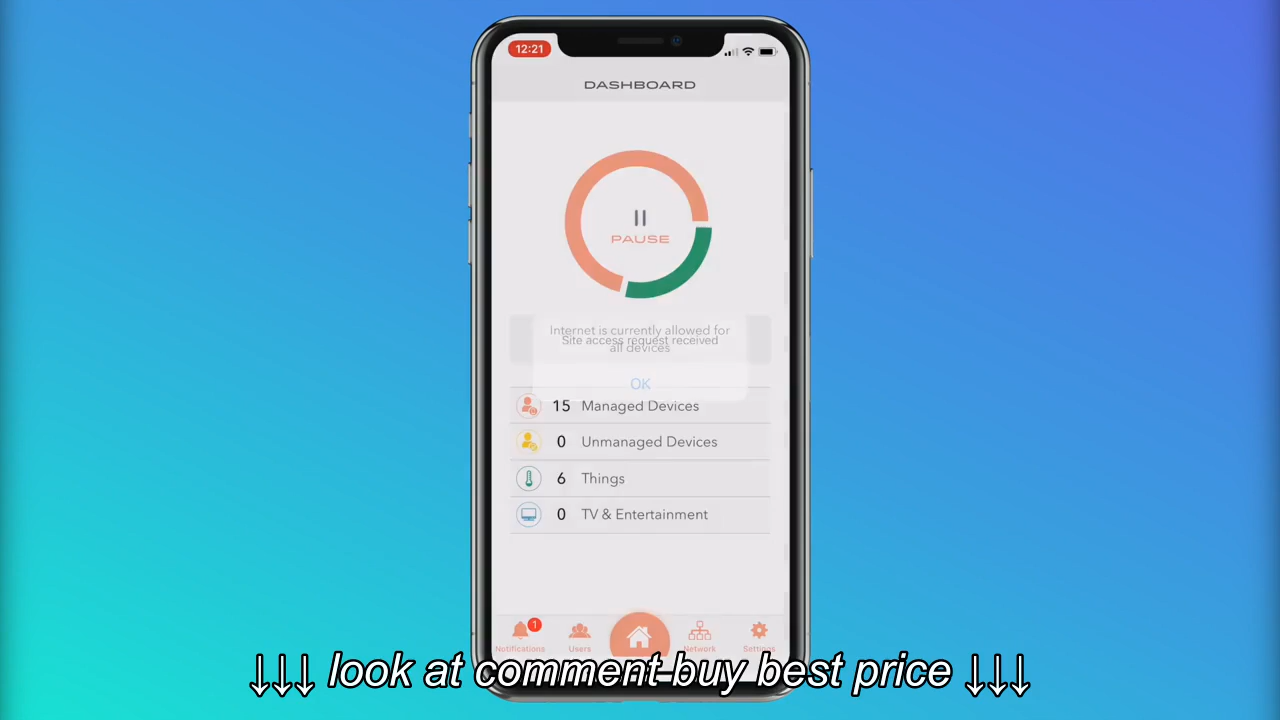 12:21
DASHBOARD
PAUSE
Internet is currently allowed for
Site access request received
all devices
OK
15 Managed Devices
0 Unmanaged Devices
6 Things
0 TV & Entertainment
1
Notifications Users Network Settings
↓↓↓ look at comment buy best price ↓↓↓